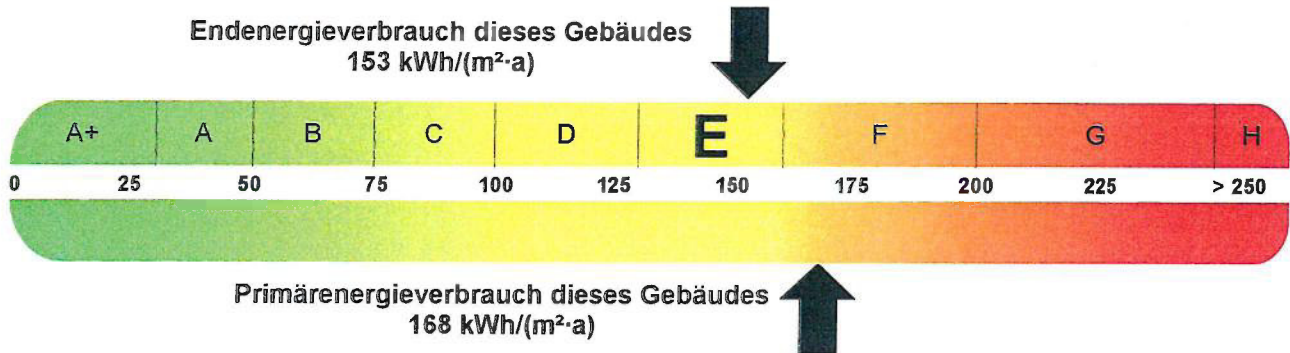 Endenergieverbrauch dieses Gebäudes
153 kWh/(m²·a)
A+ A B C D E F G H
0 25 50 75 100 125 150 175 200 225 > 250
Primärenergieverbrauch dieses Gebäudes
168 kWh/(m²·a)